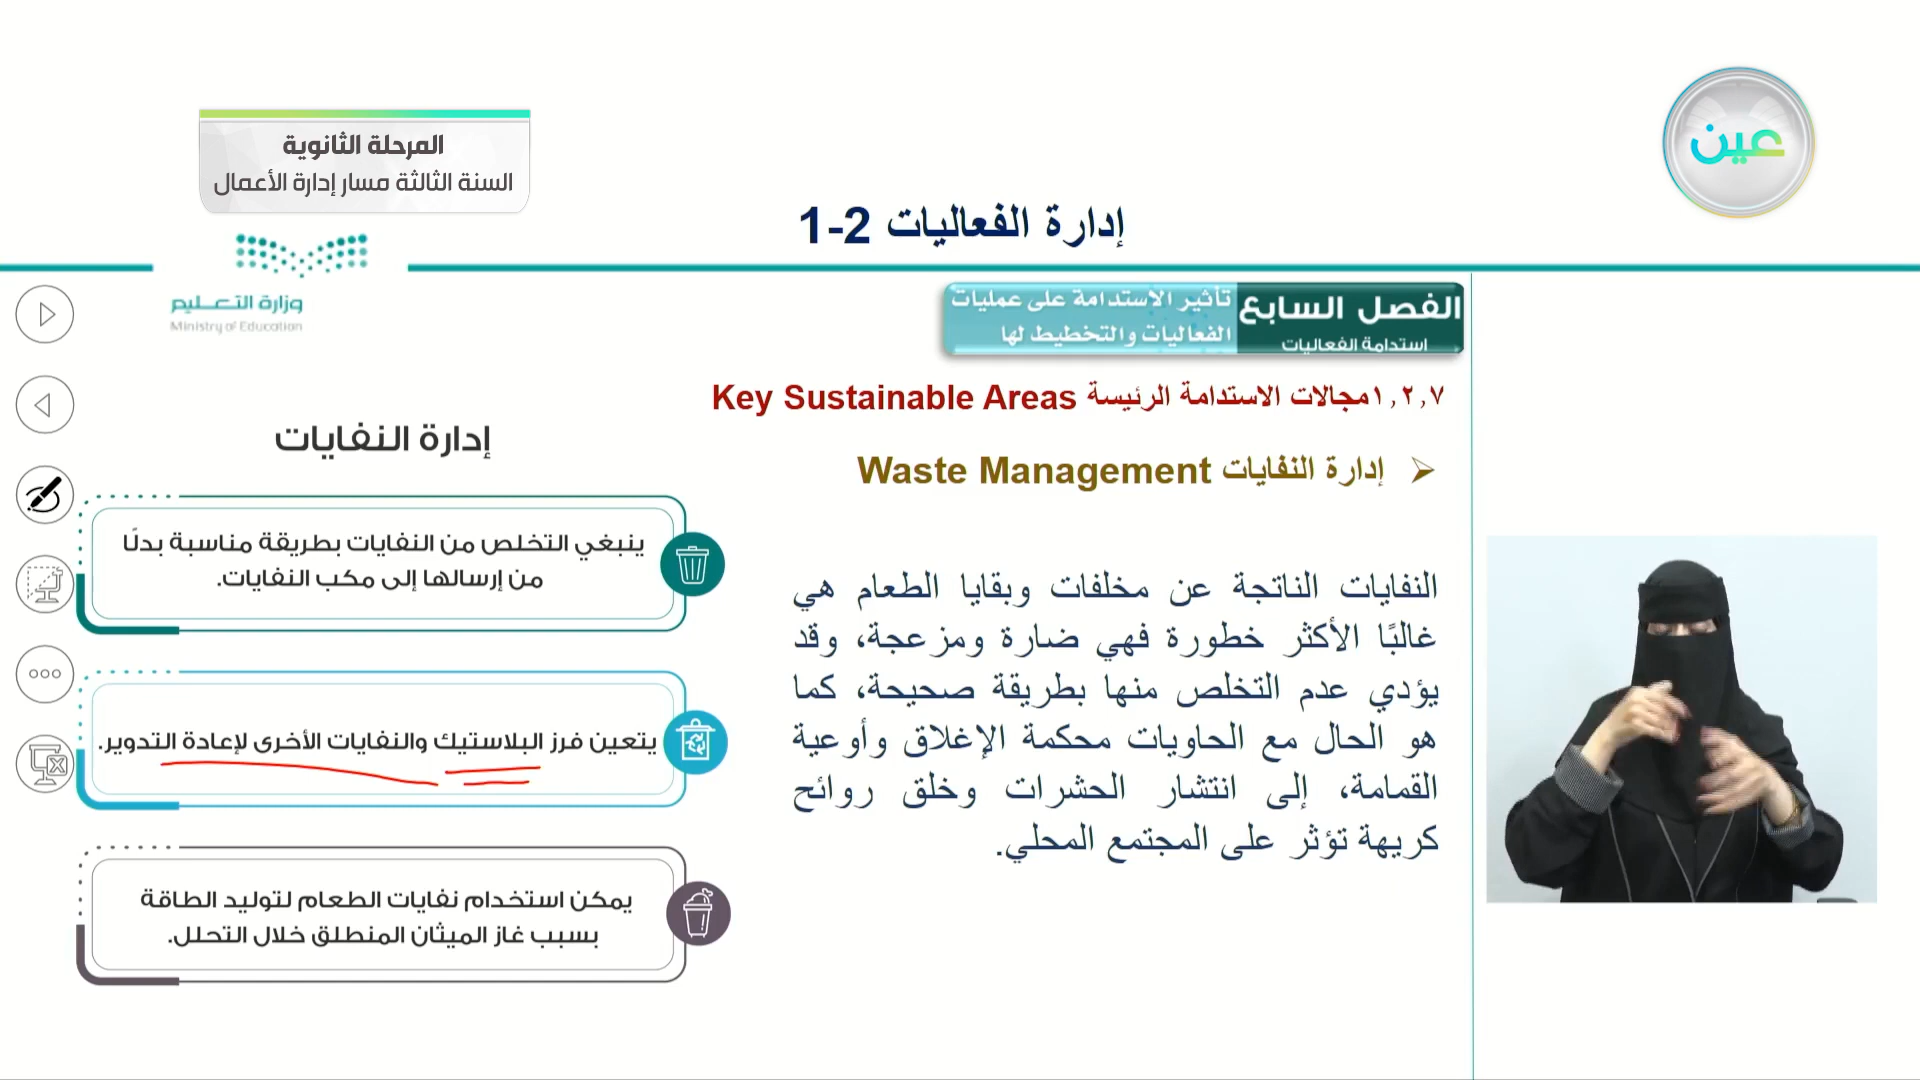 المرحلة الثانوية
السنة الثالثة مسار إدارة الأعمال
عين
إدارة الفعاليات 2-1
وزارة التعليم
Ministry of Education
الفصل السابع
استدامة الفعاليات
تأثير الاستدامة على عمليات
الفعاليات والتخطيط لها
١,٢,٧مجالات الاستدامة الرئيسة Key Sustainable Areas
إدارة النفايات Waste Management
النفايات الناتجة عن مخلفات وبقايا الطعام هي
غالبًا الأكثر خطورة فهي ضارة ومزعجة، وقد
يؤدي عدم التخلص منها بطريقة صحيحة، كما
هو الحال مع الحاويات محكمة الإغلاق وأوعية
القمامة، إلى انتشار الحشرات وخلق روائح
كريهة تؤثر على المجتمع المحلي.
إدارة النفايات
ينبغي التخلص من النفايات بطريقة مناسبة بدلًا
من إرسالها إلى مكب النفايات.
يتعين فرز البلاستيك والنفايات الأخرى لإعادة التدوير.
يمكن استخدام نفايات الطعام لتوليد الطاقة
بسبب غاز الميثان المنطلق خلال التحلل.